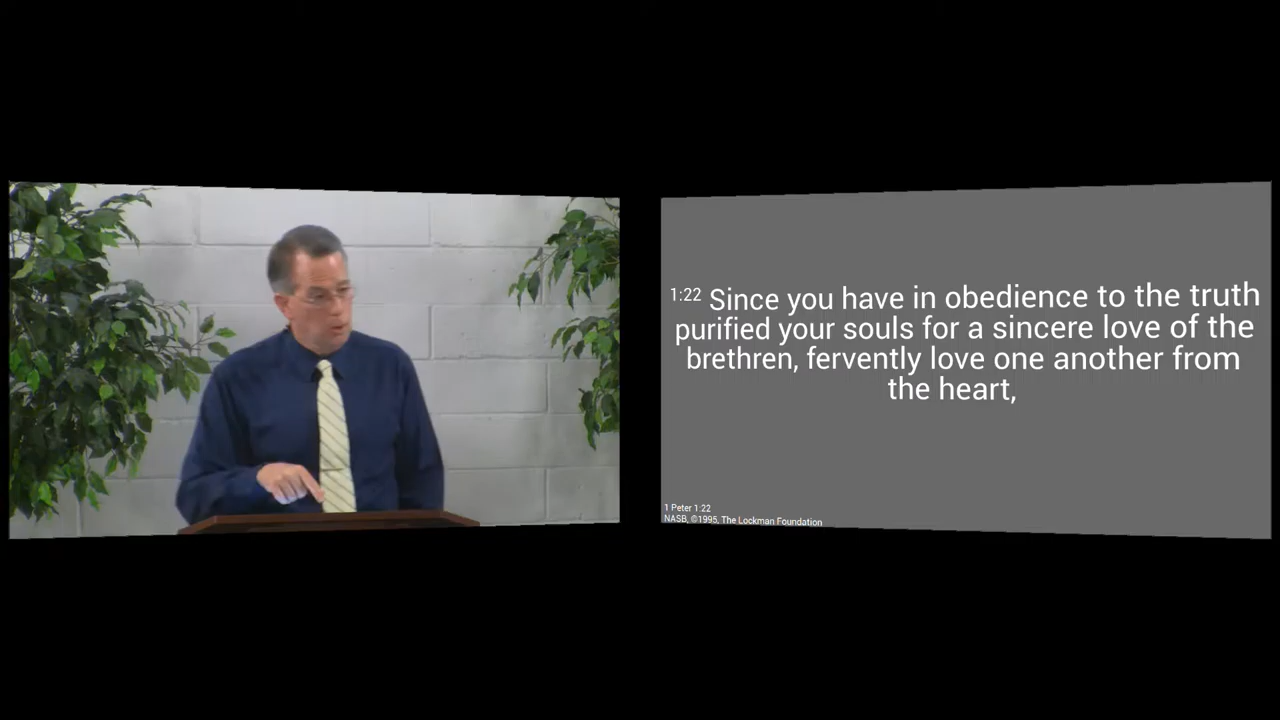 1:22 Since you have in obedience to the truth
purified your souls for a sincere love of the
brethren, fervently love one another from
the heart,
1 Peter 1:22
NASB, ©1995, The Lockman Foundation